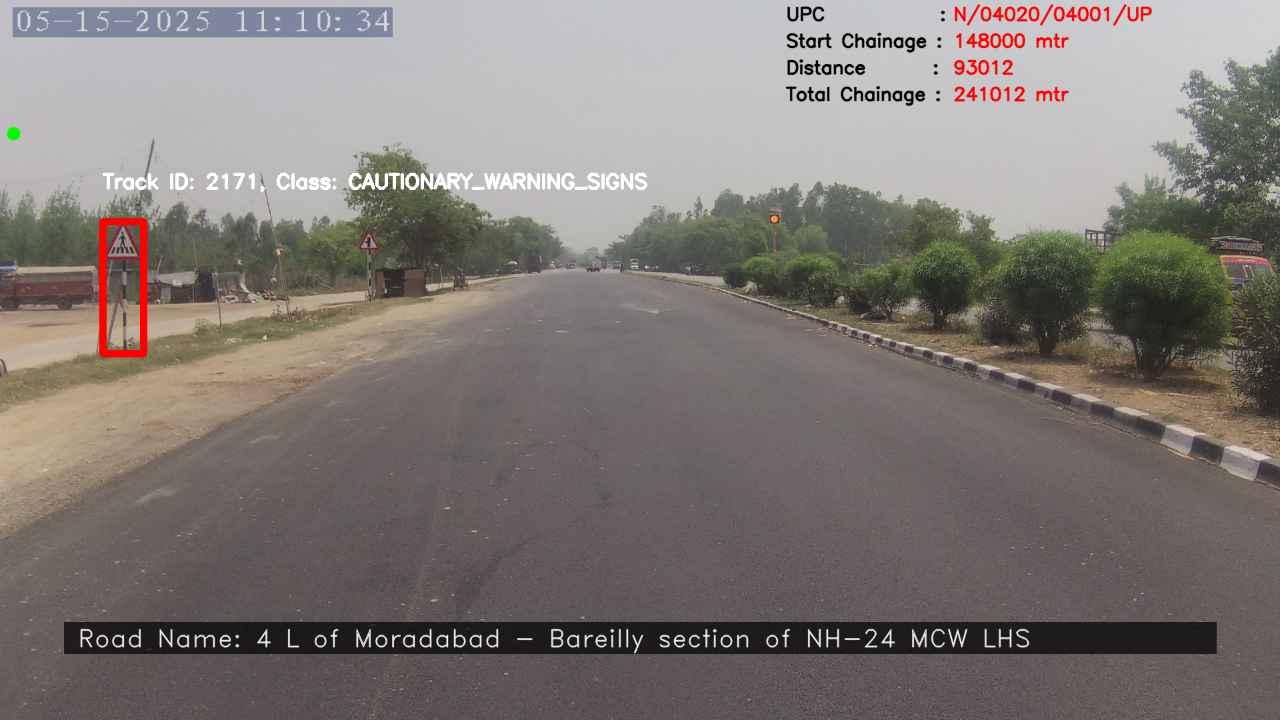 05-15-2025 11:10:34
UPC : N/04020/04001/UP
Start Chainage : 148000 mtr
Distance : 93012
Total Chainage : 241012 mtr
Track ID: 2171, Class: CAUTIONARY_WARNING_SIGNS
Road Name: 4 L of Moradabad - Bareilly section of NH-24 MCW LHS